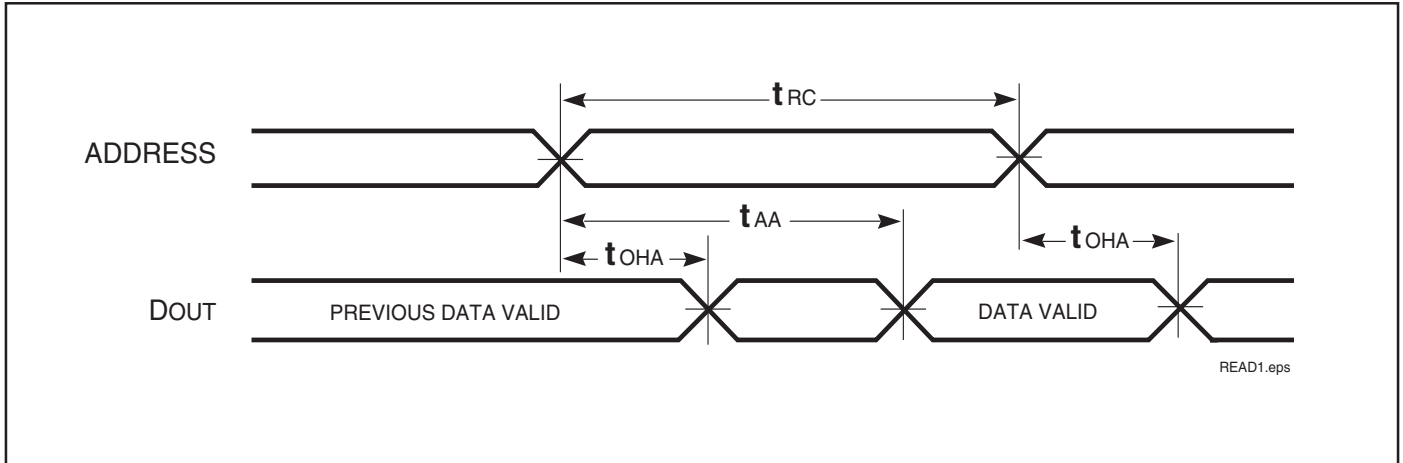 tRC
ADDRESS
tAA
tOHA
tOHA
DOUT
PREVIOUS DATA VALID
DATA VALID
READ1.eps